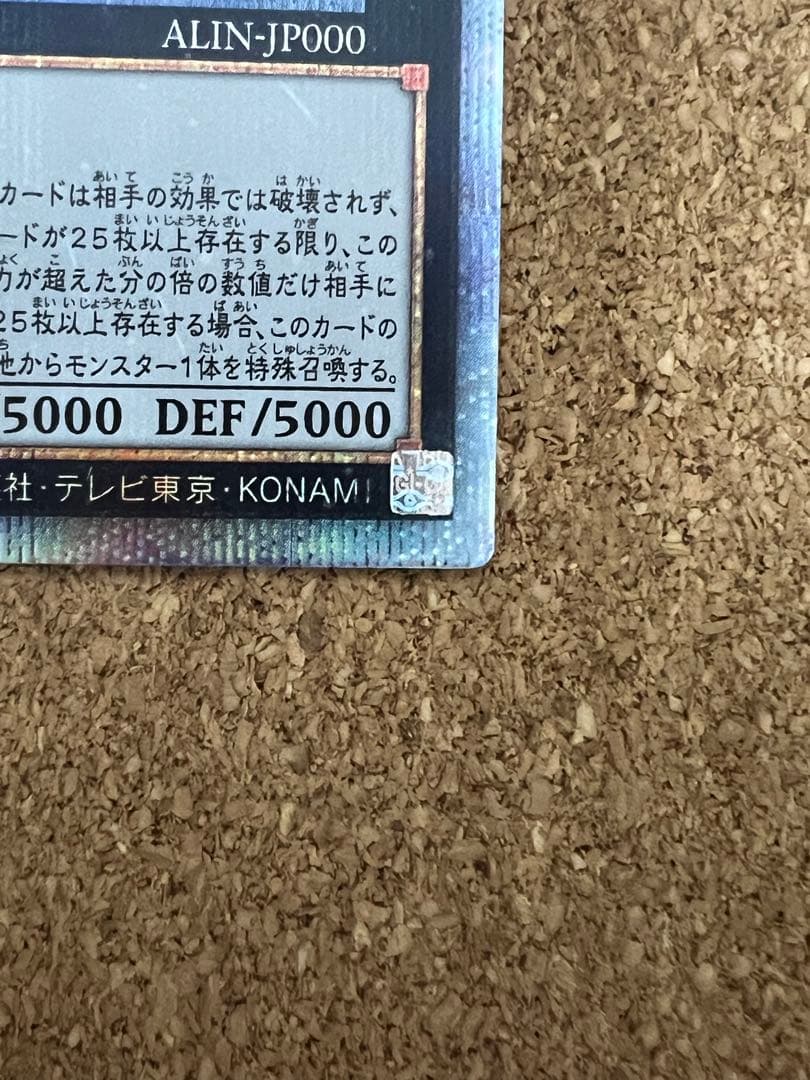 ALIN-JP000
カードは相手の効果では破壊されず、
ードが25枚以上存在する限り、この
力が超えた分の倍の数値だけ相手に
25枚以上存在する場合、このカードの
地からモンスター1体を特殊召喚する。
5000 DEF/5000
社・テレビ東京・KONAMI